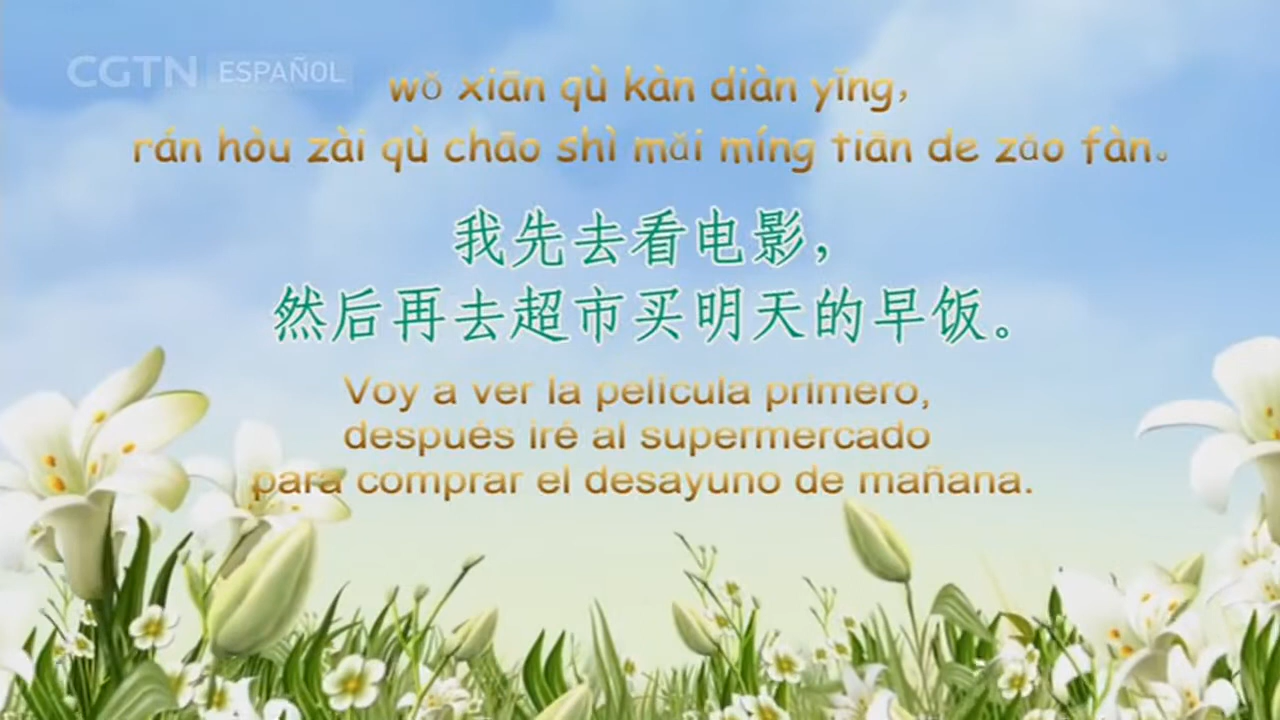 CGTN ESPAÑOL
wǒ xiān qù kàn diàn yǐng,
rán hòu zài qù chāo shì mǎi míng tiān de zǎo fàn。
我先去看电影，
然后再去超市买明天的早饭。
Voy a ver la película primero,
después iré al supermercado
para comprar el desayuno de mañana.